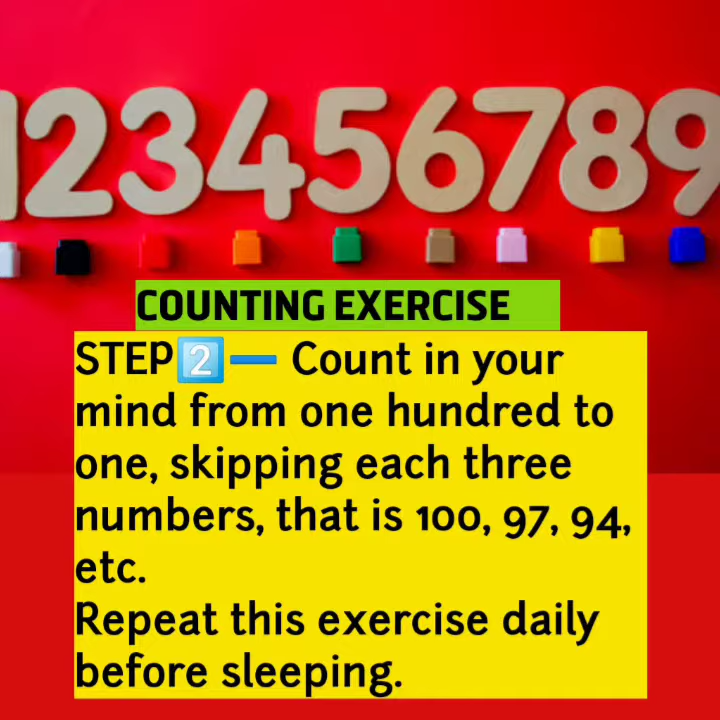 123456789
COUNTING EXERCISE
STEP2️⃣➖ Count in your
mind from one hundred to
one, skipping each three
numbers, that is 100, 97, 94,
etc.
Repeat this exercise daily
before sleeping.